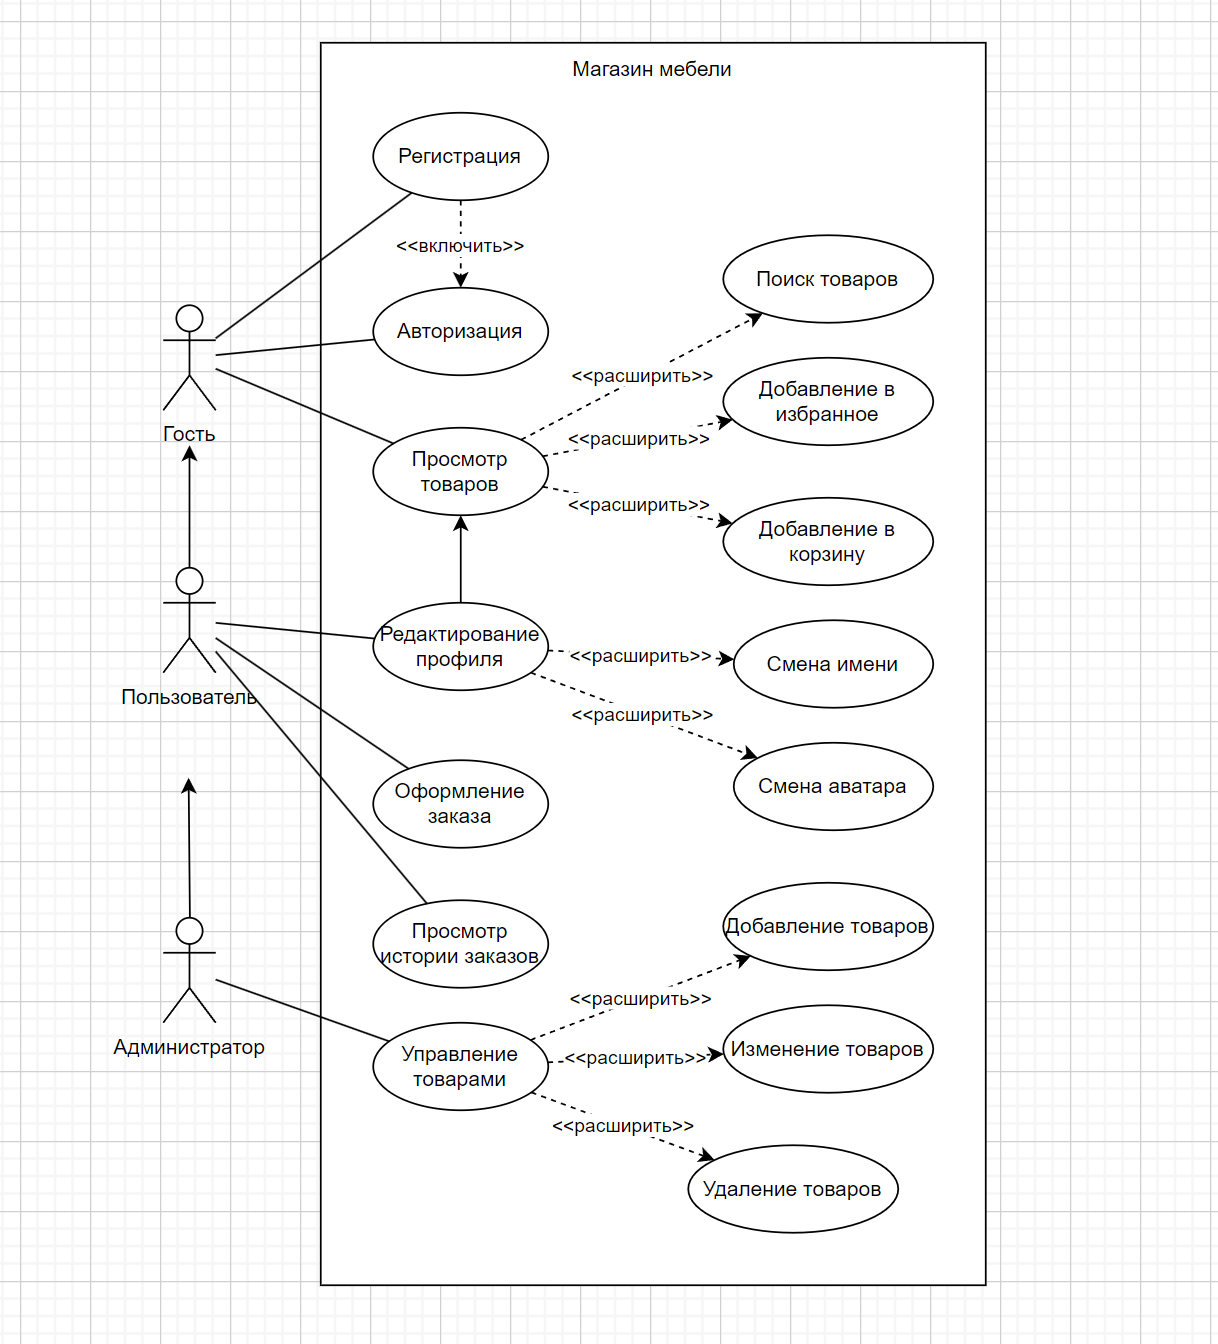 Магазин мебели
Регистрация
<<включить>>
Авторизация
Поиск товаров
<<расширить>>
Добавление в
избранное
<<расширить>>
Гость
Просмотр
товаров
<<расширить>>
Добавление в
корзину
Редактирование
профиля
<<расширить>>
Смена имени
Пользователь
<<расширить>>
Смена аватара
Оформление
заказа
Просмотр
истории заказов
Добавление товаров
<<расширить>>
Администратор
Управление
товарами
<<расширить>>
Изменение товаров
<<расширить>>
Удаление товаров